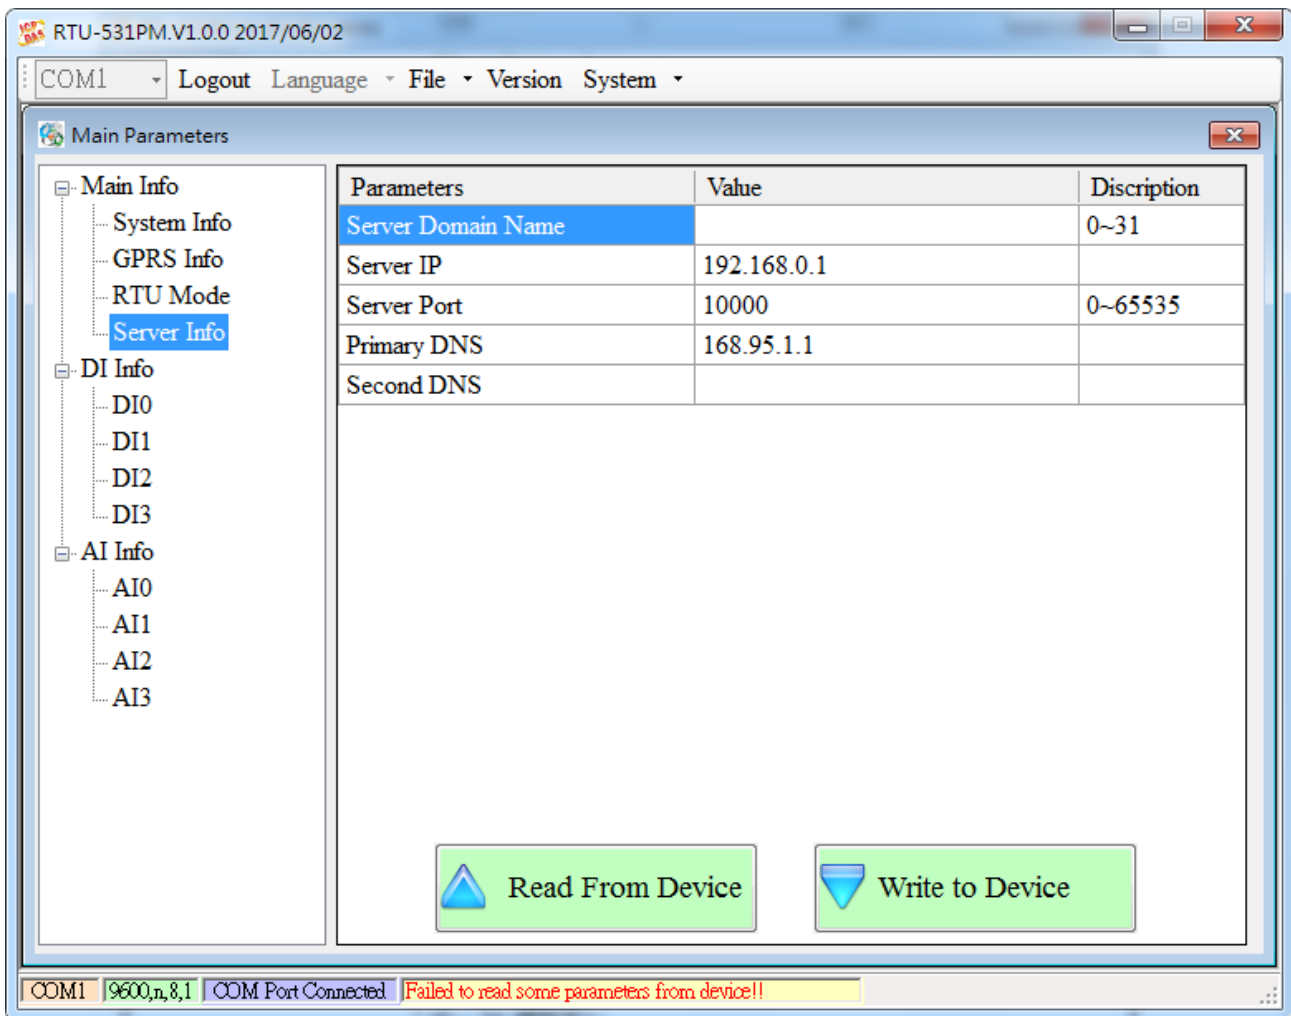 RTU-531PM.V1.0.0 2017/06/02
COM1 Logout Language File Version System
Main Parameters
Main Info
System Info
GPRS Info
RTU Mode
Server Info
DI Info
DI0
DI1
DI2
DI3
AI Info
AI0
AI1
AI2
AI3
Parameters Value Discription
Server Domain Name 0~31
Server IP 192.168.0.1
Server Port 10000 0~65535
Primary DNS 168.95.1.1
Second DNS
Read From Device Write to Device
COM1 9600,n,8,1 COM Port Connected Failed to read some parameters from device!!